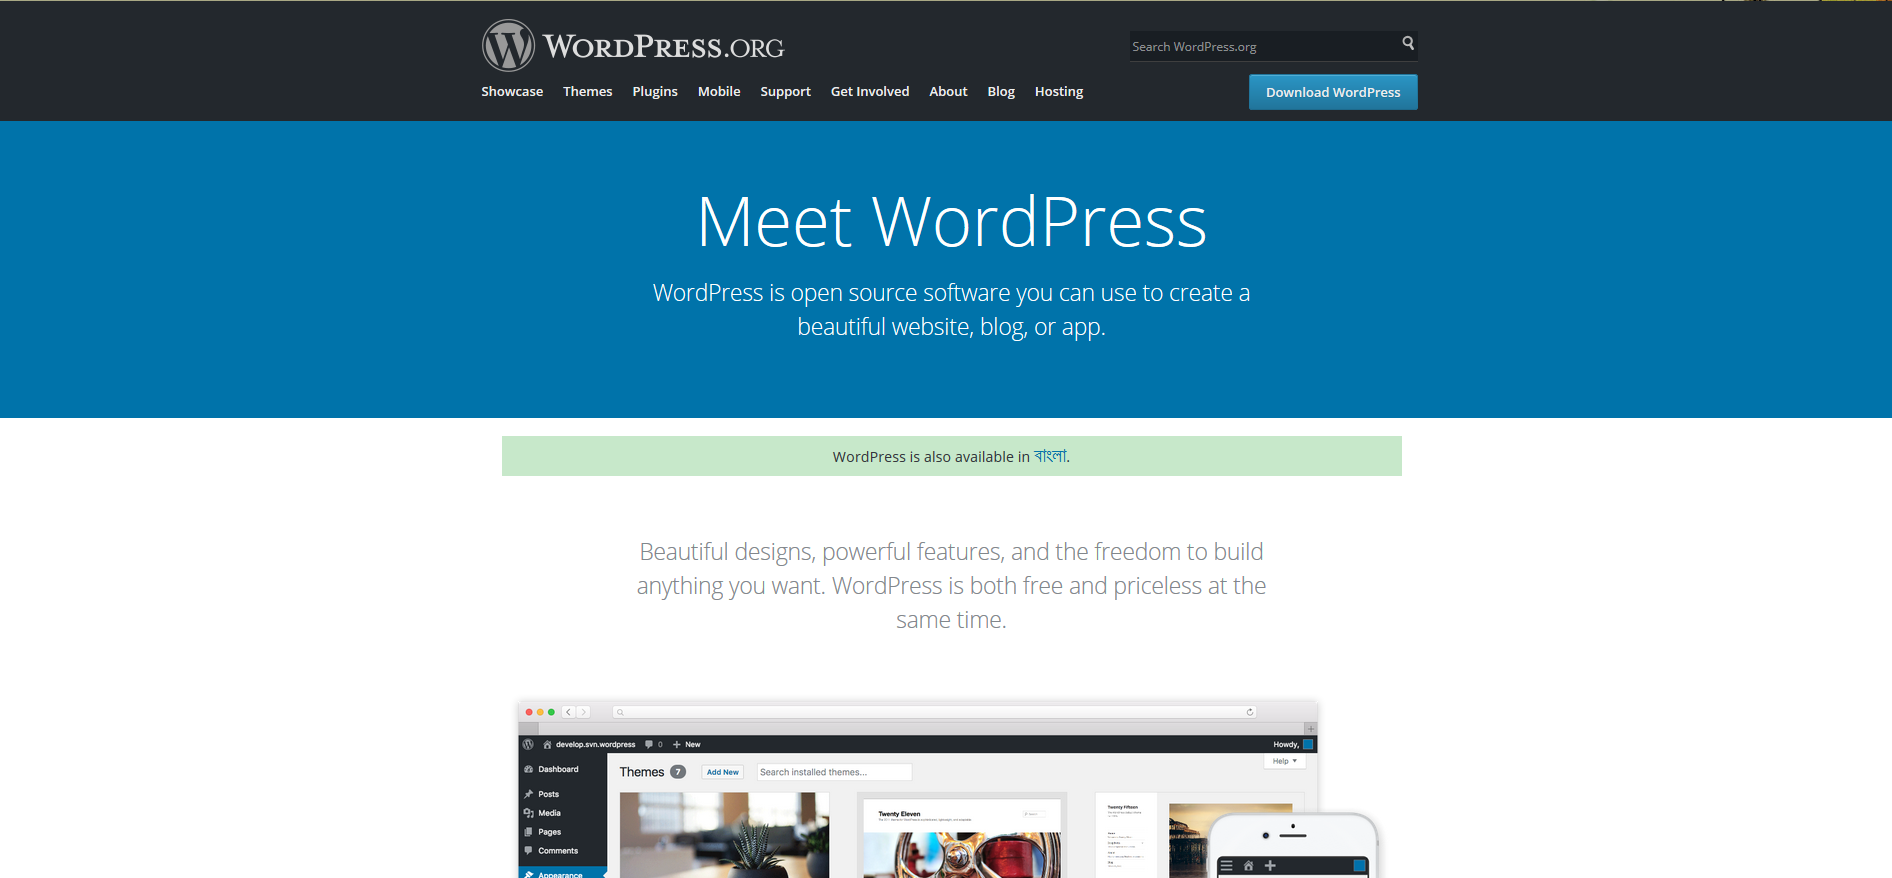 WORDPRESS.ORG
Search WordPress.org
Showcase Themes Plugins Mobile Support Get Involved About Blog Hosting
Download WordPress
Meet WordPress
WordPress is open source software you can use to create a
beautiful website, blog, or app.
WordPress is also available in বাংলা.
Beautiful designs, powerful features, and the freedom to build
anything you want. WordPress is both free and priceless at the
same time.
develop.svn.wordpress 0 New
Howdy,
Help
Dashboard
Posts
Media
Pages
Comments
Appearance
Themes 7 Add New Search installed themes...
Twenty Eleven
Twenty Fifteen